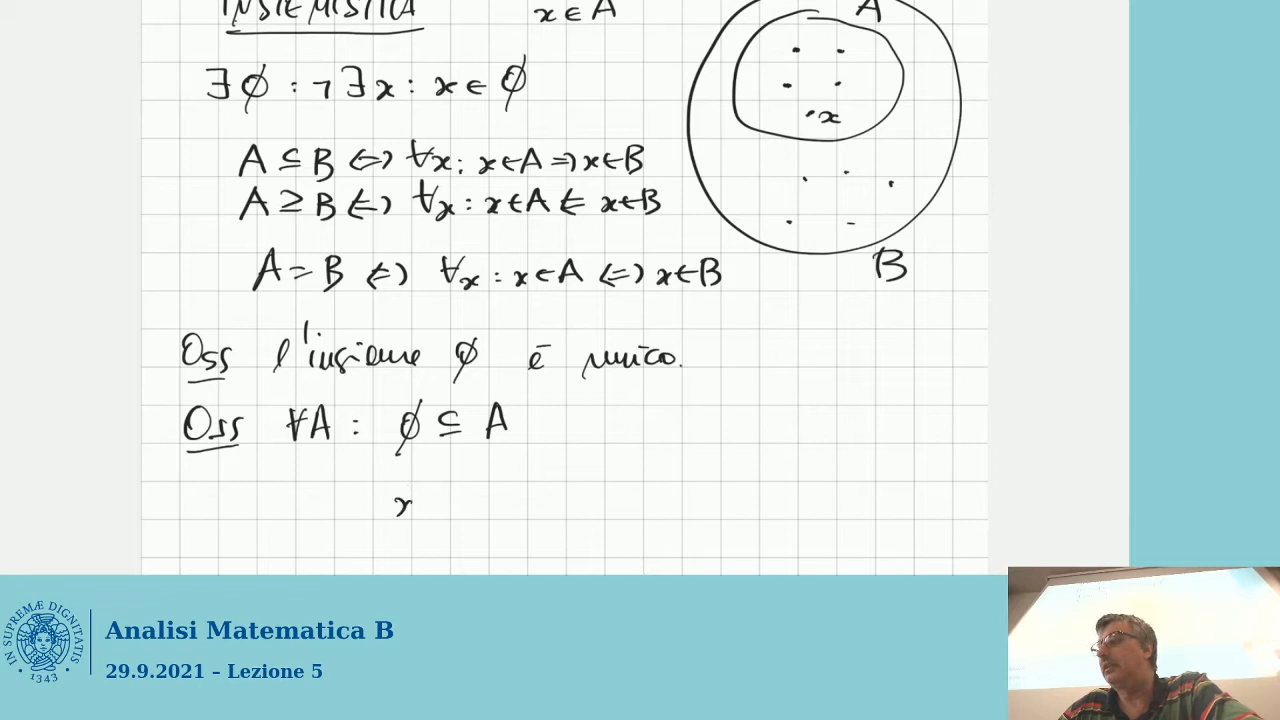 INSIEMISTICA
x ∈ A
A
∃ ∅ : ¬ ∃ x : x ∈ ∅
x
A ⊆ B ⇔ ∀x : x ∈ A ⇒ x ∈ B
A ⊇ B ⇔ ∀x : x ∈ A ⇐ x ∈ B
A = B ⇔ ∀x : x ∈ A ⇔ x ∈ B
B
Oss l'insieme ∅ è unico.
Oss ∀A : ∅ ⊆ A
x
IN SUPREMÆ DIGNITATIS
1343
Analisi Matematica B
29.9.2021 – Lezione 5